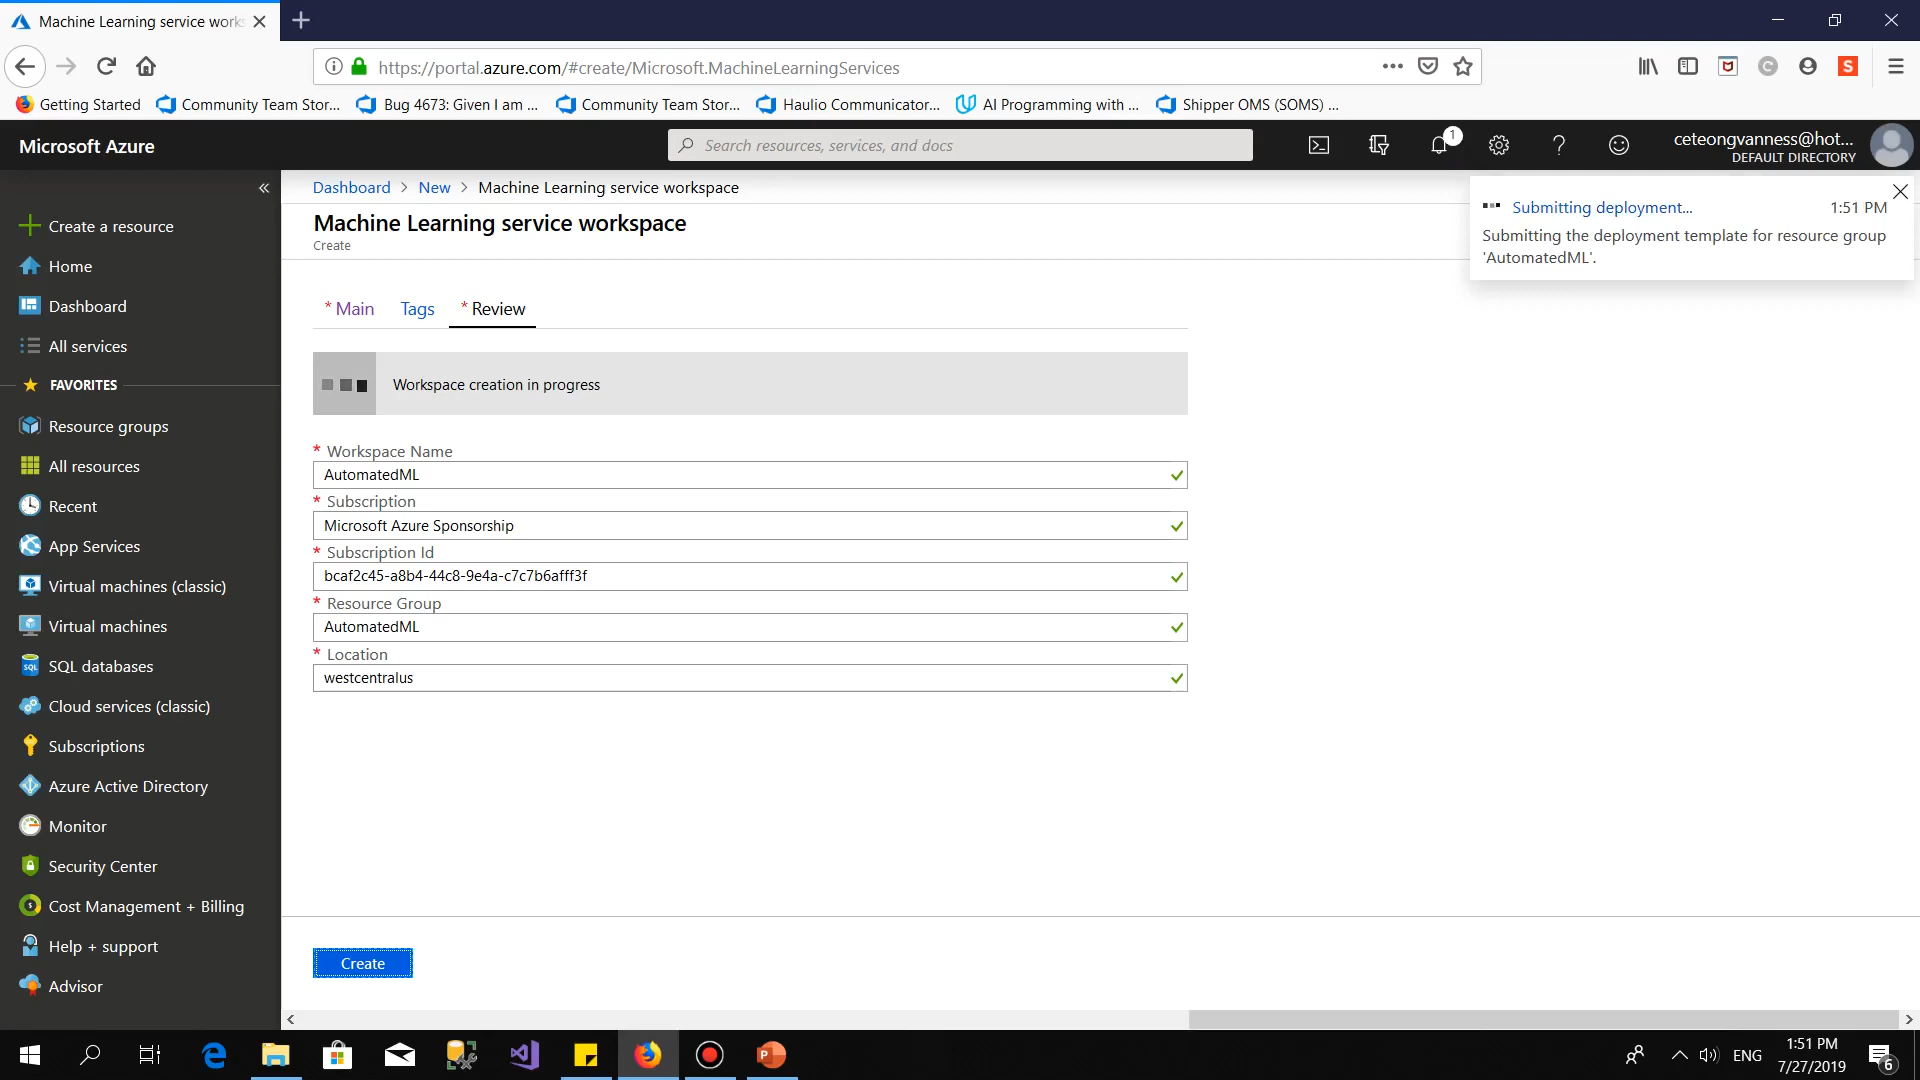 Machine Learning service works
https://portal.azure.com/#create/Microsoft.MachineLearningServices
Getting Started
Community Team Stor...
Bug 4673: Given I am ...
Community Team Stor...
Haulio Communicator...
AI Programming with ...
Shipper OMS (SOMS) ...
Microsoft Azure
Search resources, services, and docs
1
ceteongvanness@hot...
DEFAULT DIRECTORY
«
Create a resource
Home
Dashboard
All services
FAVORITES
Resource groups
All resources
Recent
App Services
Virtual machines (classic)
Virtual machines
SQL databases
Cloud services (classic)
Subscriptions
Azure Active Directory
Monitor
Security Center
Cost Management + Billing
Help + support
Advisor
Dashboard > New > Machine Learning service workspace
Machine Learning service workspace
Create
* Main
Tags
* Review
Workspace creation in progress
* Workspace Name
AutomatedML
* Subscription
Microsoft Azure Sponsorship
* Subscription Id
bcaf2c45-a8b4-44c8-9e4a-c7c7b6afff3f
* Resource Group
AutomatedML
* Location
westcentralus
Create
Submitting deployment...
1:51 PM
Submitting the deployment template for resource group
'AutomatedML'.
ENG
1:51 PM
7/27/2019
6